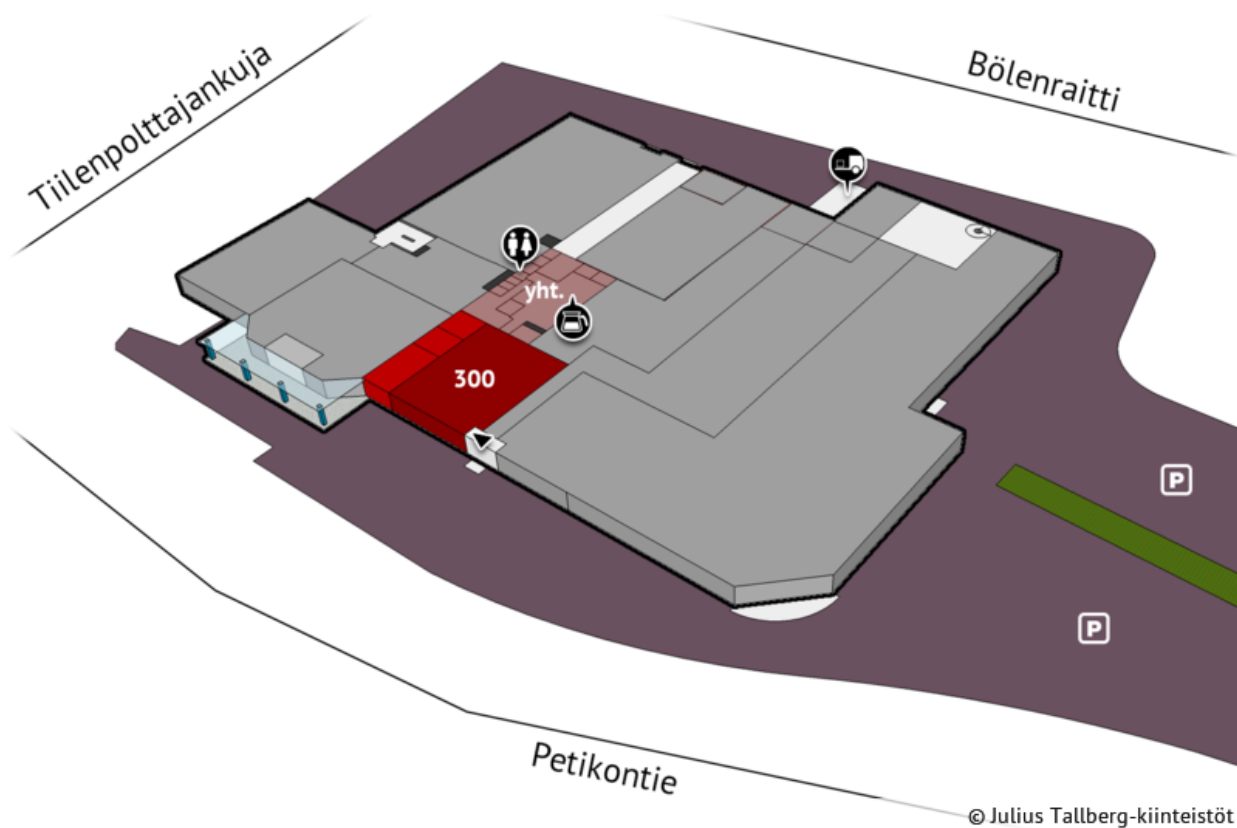 Tiilenpolttajankuja
Bölenraitti
yht.
300
P
P
Petikontie
© Julius Tallberg-kiinteistöt